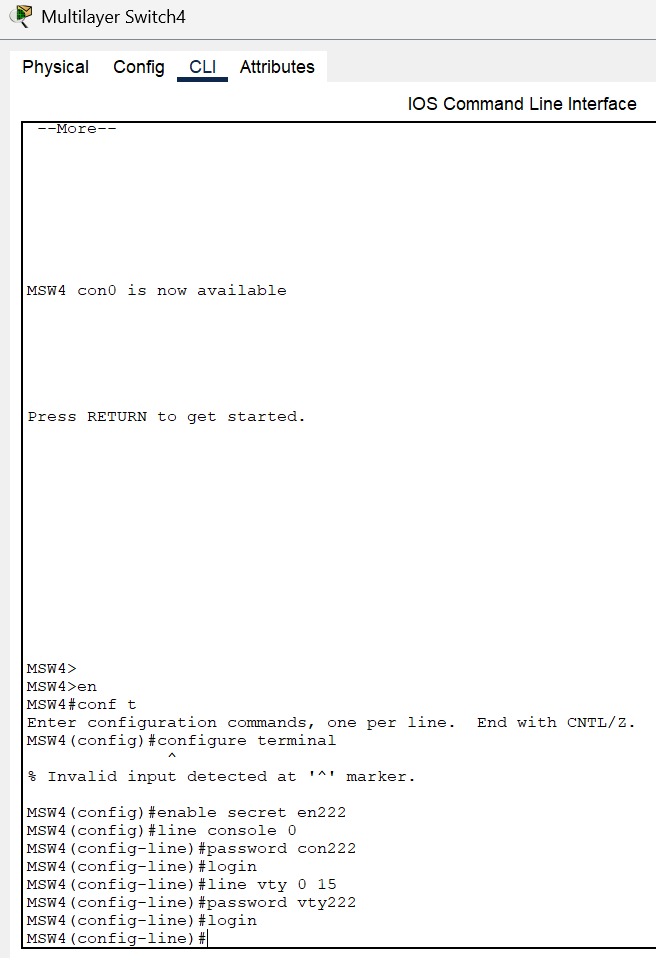 Multilayer Switch4
Physical Config CLI Attributes
IOS Command Line Interface
--More--
MSW4 con0 is now available
Press RETURN to get started.
MSW4>
MSW4>en
MSW4#conf t
Enter configuration commands, one per line.  End with CNTL/Z.
MSW4(config)#configure terminal
^
% Invalid input detected at '^' marker.
MSW4(config)#enable secret en222
MSW4(config)#line console 0
MSW4(config-line)#password con222
MSW4(config-line)#login
MSW4(config-line)#line vty 0 15
MSW4(config-line)#password vty222
MSW4(config-line)#login
MSW4(config-line)#